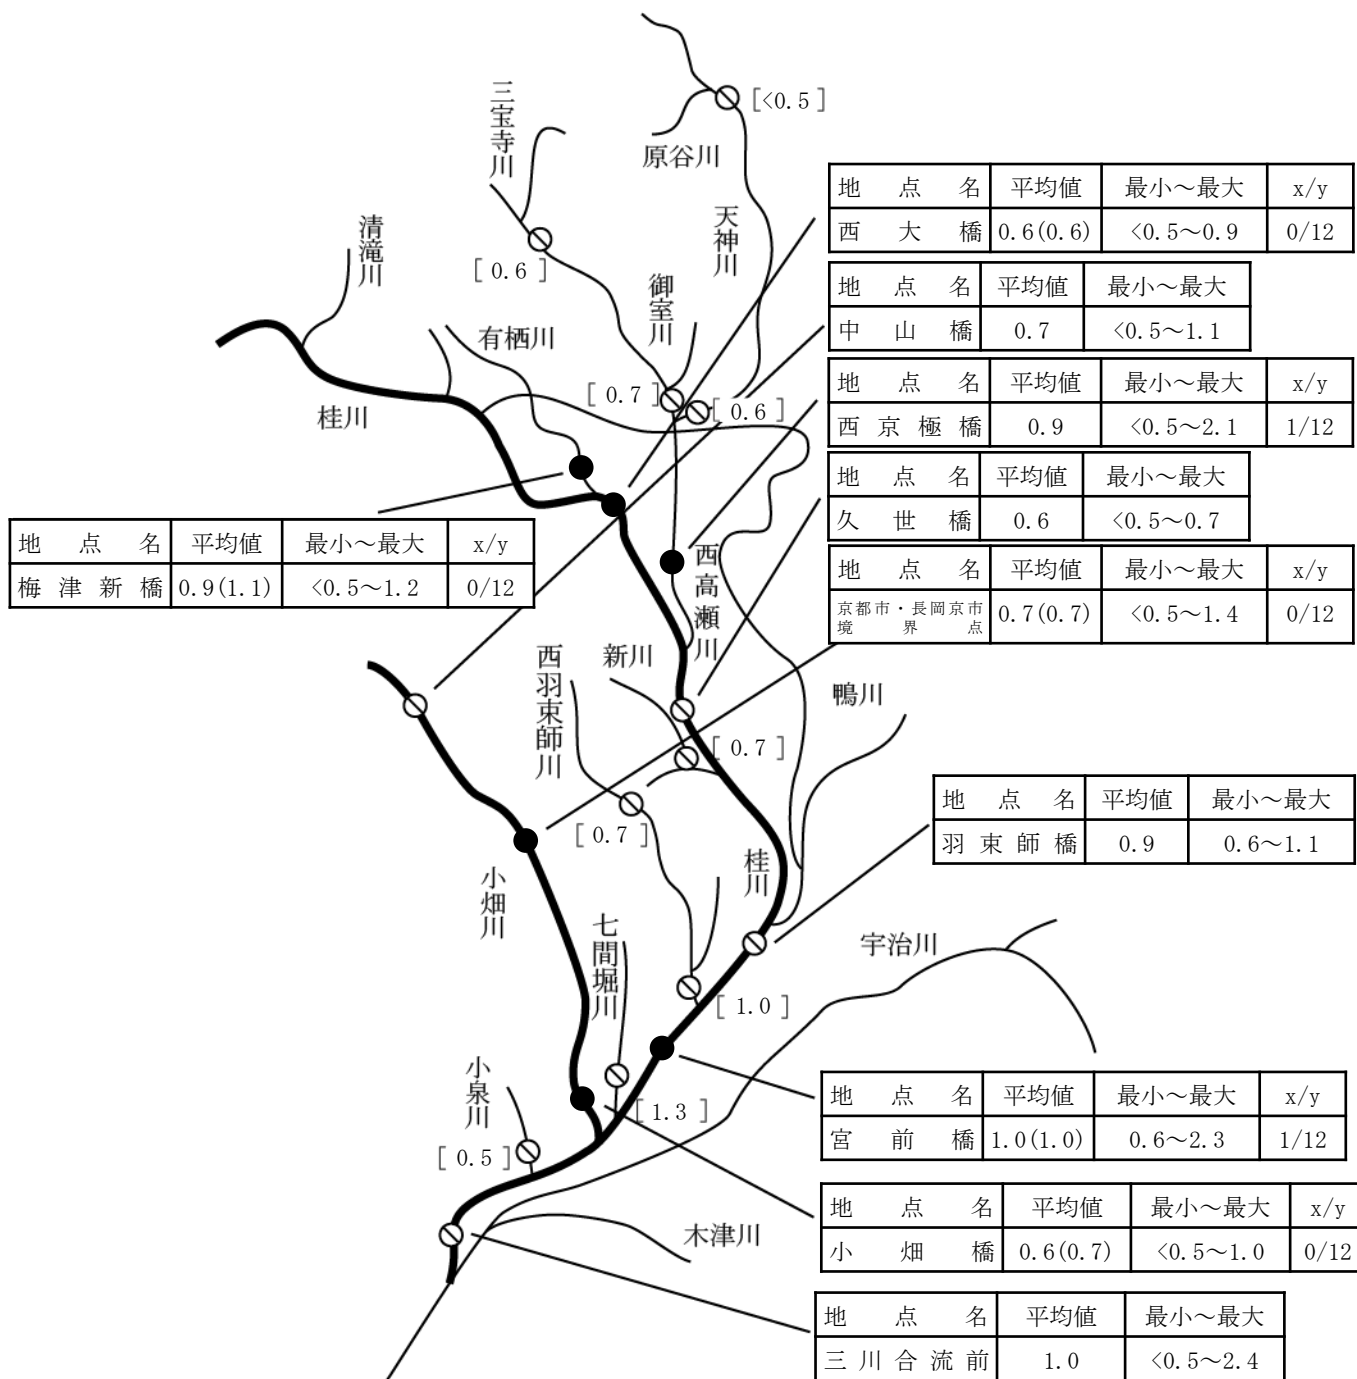 [<0.5 ]
三宝寺川
原谷川
地点名 平均値 最小～最大 x/y
西大橋 0.6(0.6) <0.5～0.9 0/12
天神川
清滝川
[ 0.6 ]
御室川
地点名 平均値 最小～最大
中山橋 0.7 <0.5～1.1
有栖川
地点名 平均値 最小～最大 x/y
西京極橋 0.9 <0.5～2.1 1/12
[ 0.7 ]
[ 0.6 ]
桂川
地点名 平均値 最小～最大
久世橋 0.6 <0.5～0.7
地点名 平均値 最小～最大 x/y
梅津新橋 0.9(1.1) <0.5～1.2 0/12
西高瀬川
地点名 平均値 最小～最大 x/y
京都市・長岡京市
境界点 0.7(0.7) <0.5～1.4 0/12
西羽束師川
新川
鴨川
[ 0.7 ]
[ 0.7 ]
地点名 平均値 最小～最大
羽束師橋 0.9 0.6～1.1
桂川
小畑川
七間堀川
宇治川
[ 1.0 ]
小泉川
[ 1.3 ]
地点名 平均値 最小～最大 x/y
宮前橋 1.0(1.0) 0.6～2.3 1/12
[ 0.5 ]
地点名 平均値 最小～最大 x/y
小畑橋 0.6(0.7) <0.5～1.0 0/12
木津川
地点名 平均値 最小～最大
三川合流前 1.0 <0.5～2.4